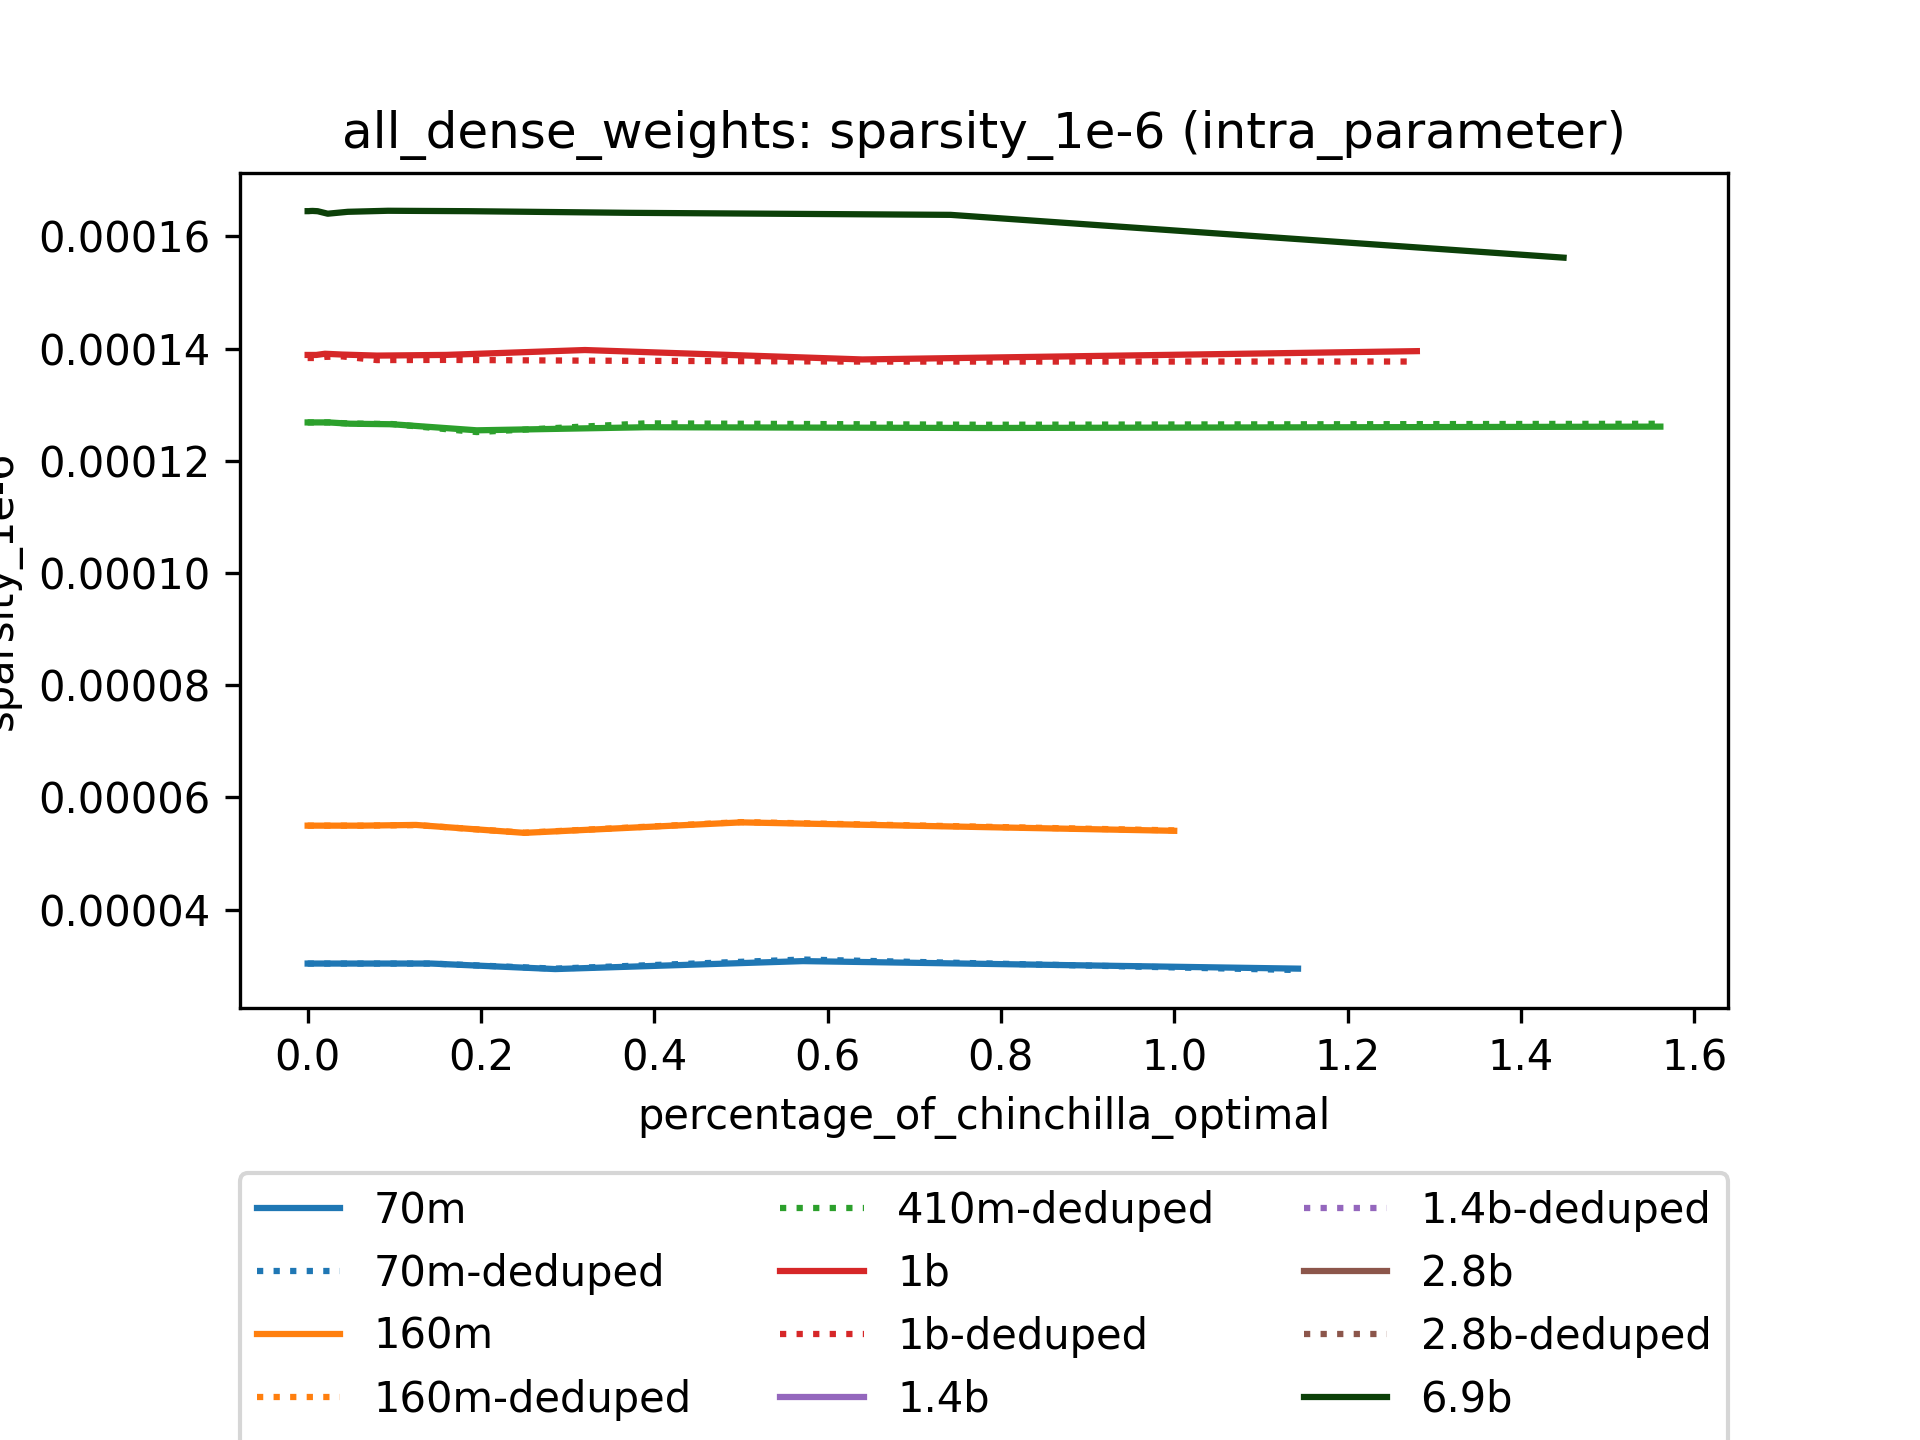 all_dense_weights: sparsity_1e-6 (intra_parameter)
0.00016
0.00014
0.00012
0.00010
0.00008
0.00006
0.00004
sparsity_1e-6
0.0 0.2 0.4 0.6 0.8 1.0 1.2 1.4 1.6
percentage_of_chinchilla_optimal
70m 410m-deduped 1.4b-deduped
70m-deduped 1b 2.8b
160m 1b-deduped 2.8b-deduped
160m-deduped 1.4b 6.9b